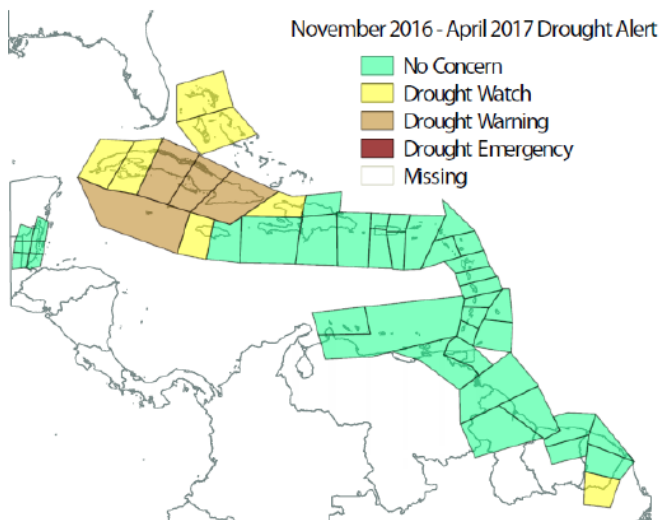 November 2016 - April 2017 Drought Alert
No Concern
Drought Watch
Drought Warning
Drought Emergency
Missing